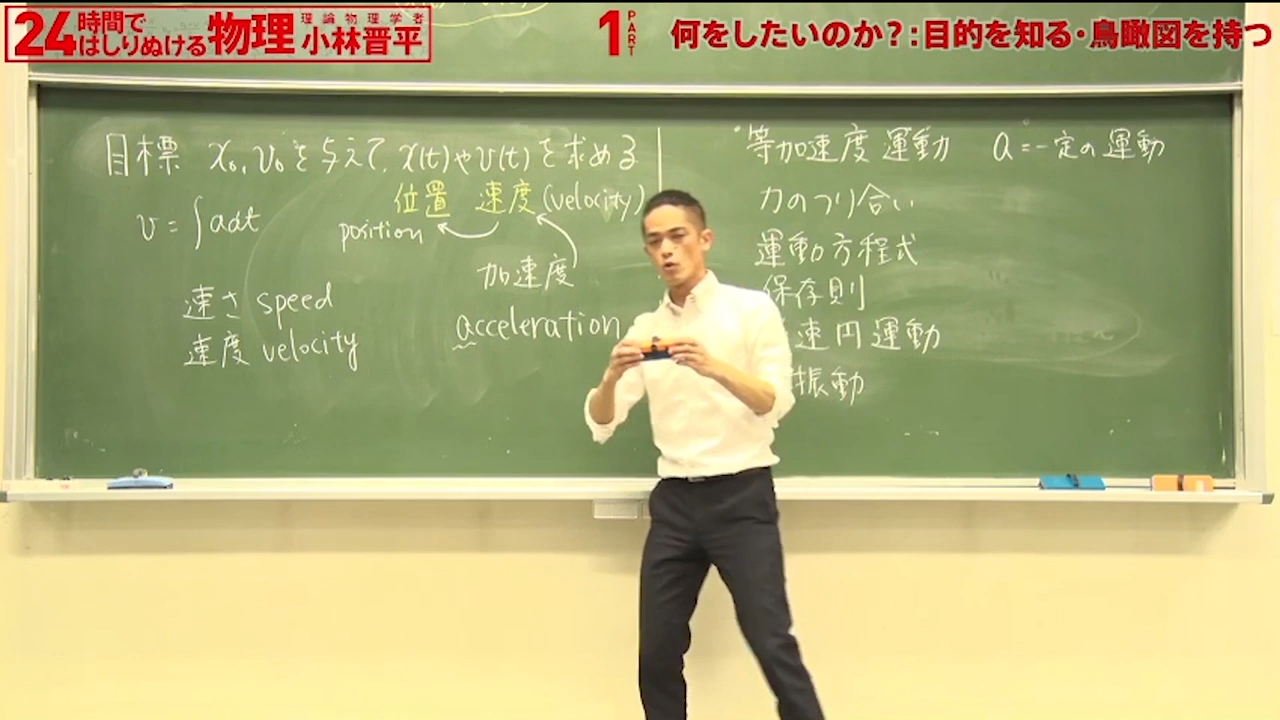 24時間ではしりぬける物理
理論物理学者
小林晋平
1 PART
何をしたいのか？：目的を知る・鳥瞰図を持つ
目標 x₀, v₀を与えて, x(t)やv(t)を求める
位置 速度(velocity)
v = ∫adt
position
加速度
速さ speed
acceleration
速度 velocity
・等加速度運動 a=一定の運動
力のつり合い
運動方程式
保存則
速円運動
振動